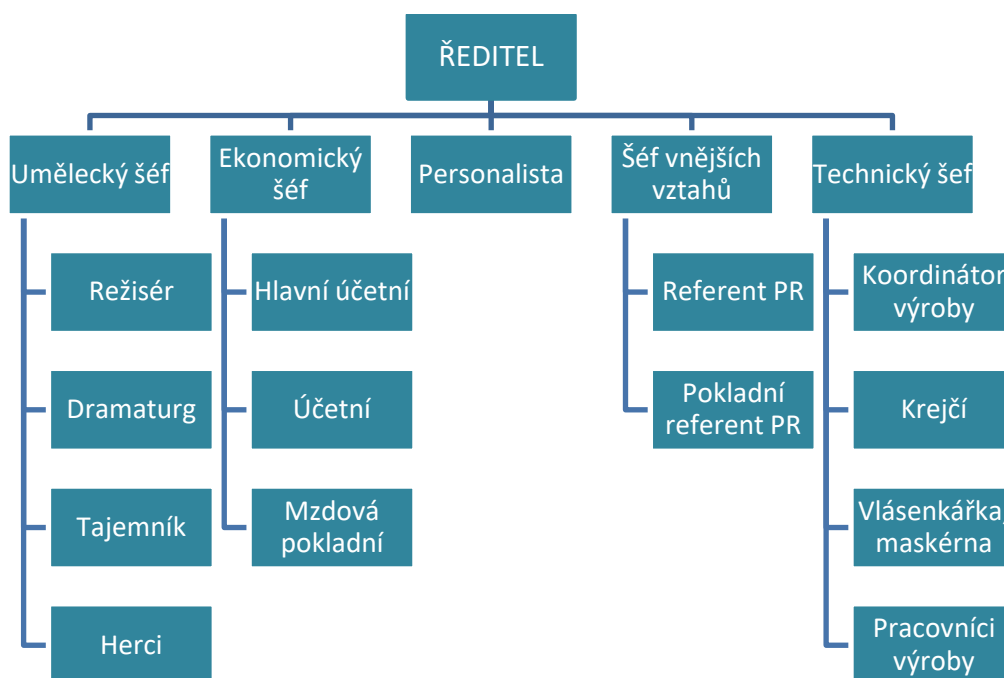 ŘEDITEL
Umělecký šéf
Ekonomický
šéf
Personalista
Šéf vnějších
vztahů
Technický šef
Režisér
Dramaturg
Tajemník
Herci
Hlavní účetní
Účetní
Mzdová
pokladní
Referent PR
Pokladní
referent PR
Koordinátor
výroby
Krejčí
Vlásenkářka,
maskérna
Pracovníci
výroby